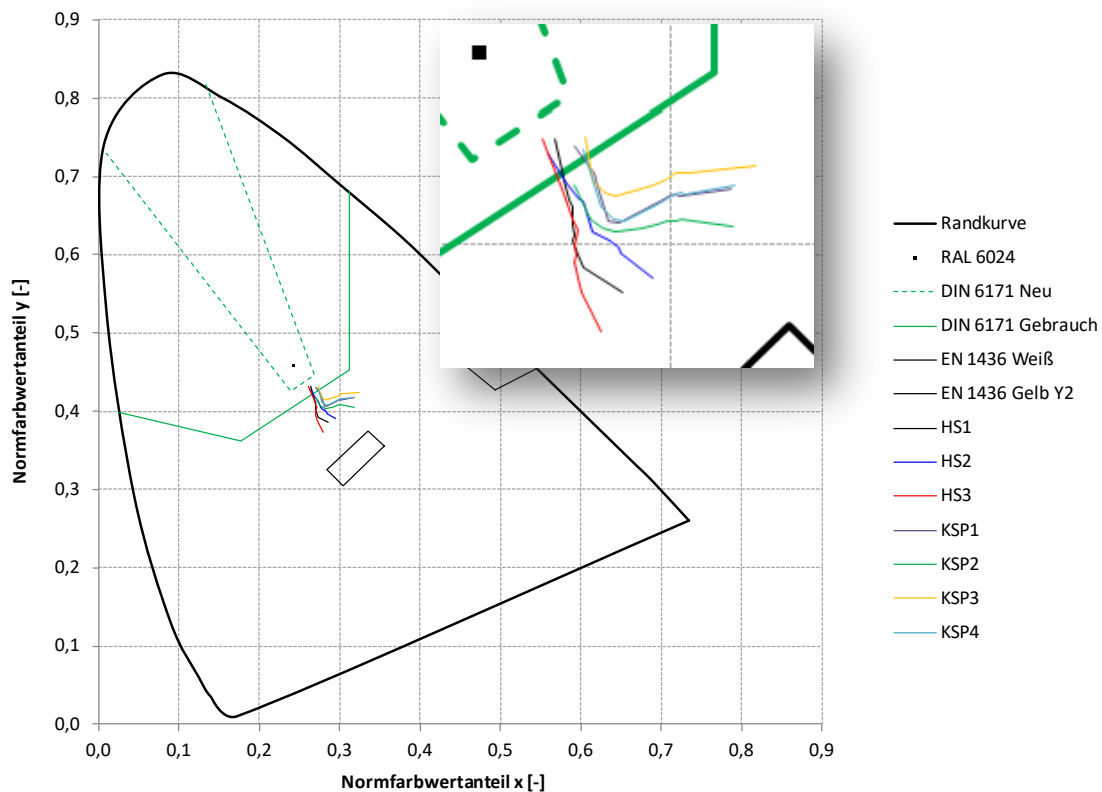 0,9
0,8
0,7
0,6
0,5
0,4
0,3
0,2
0,1
0,0
Normfarbwertanteil y [-]
0,0 0,1 0,2 0,3 0,4 0,5 0,6 0,7 0,8 0,9
Normfarbwertanteil x [-]
Randkurve
RAL 6024
DIN 6171 Neu
DIN 6171 Gebrauch
EN 1436 Weiß
EN 1436 Gelb Y2
HS1
HS2
HS3
KSP1
KSP2
KSP3
KSP4